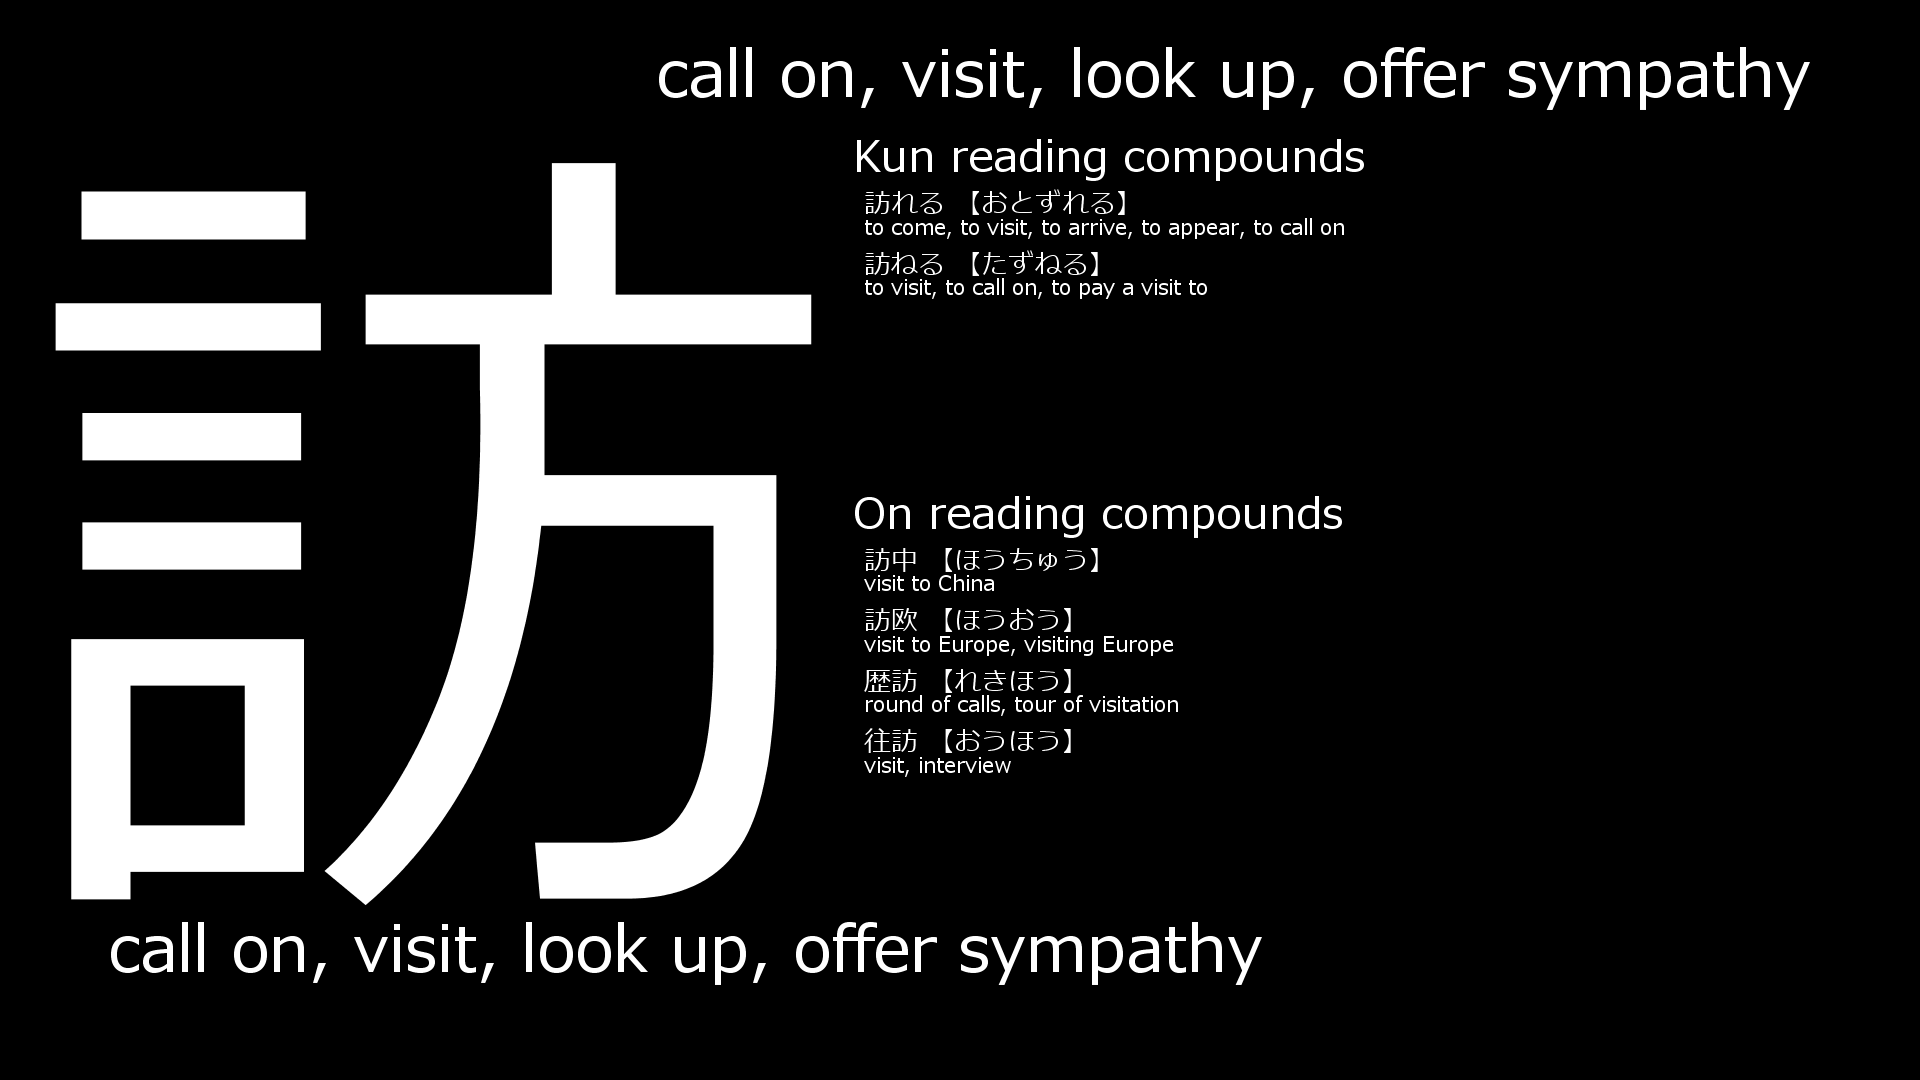 call on, visit, look up, offer sympathy
訪
Kun reading compounds
訪れる 【おとずれる】
to come, to visit, to arrive, to appear, to call on
訪ねる 【たずねる】
to visit, to call on, to pay a visit to
On reading compounds
訪中 【ほうちゅう】
visit to China
訪欧 【ほうおう】
visit to Europe, visiting Europe
歴訪 【れきほう】
round of calls, tour of visitation
往訪 【おうほう】
visit, interview
call on, visit, look up, offer sympathy